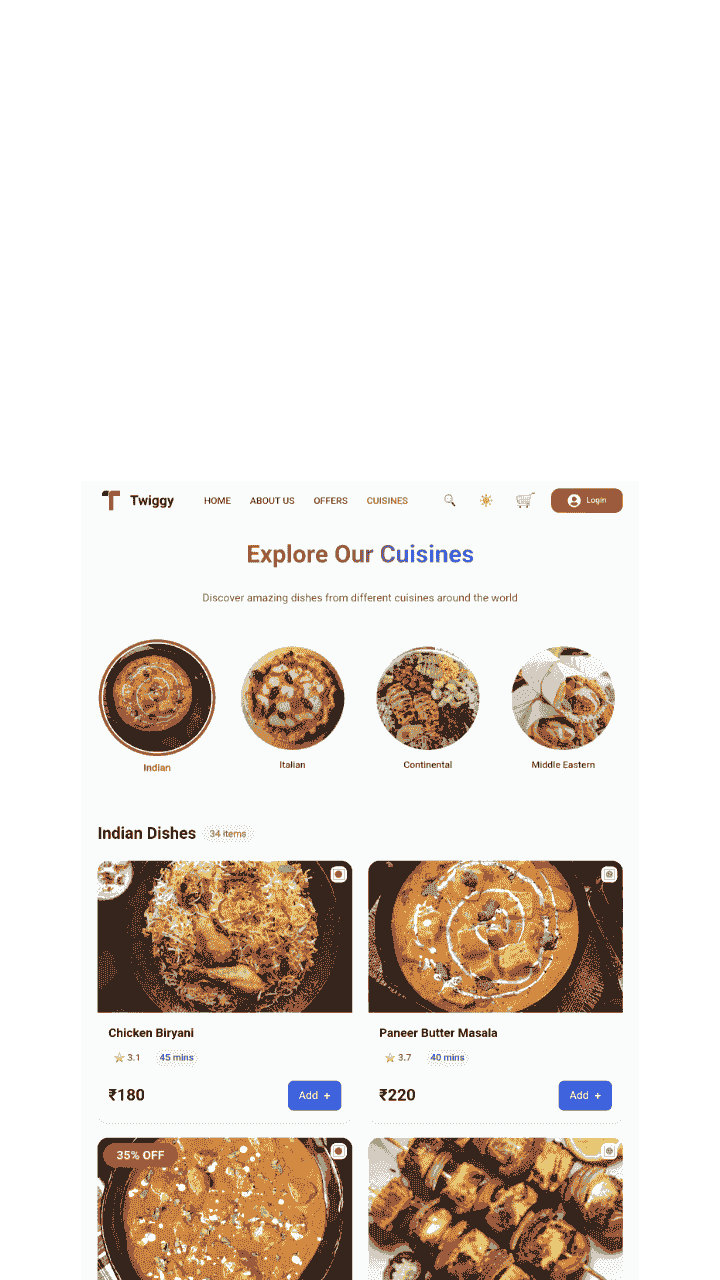 Twiggy HOME ABOUT US OFFERS CUISINES Login
Explore Our Cuisines
Discover amazing dishes from different cuisines around the world
Indian Italian Continental Middle Eastern
Indian Dishes 34 items
Chicken Biryani
3.1 45 mins
₹180 Add +
Paneer Butter Masala
3.7 40 mins
₹220 Add +
35% OFF